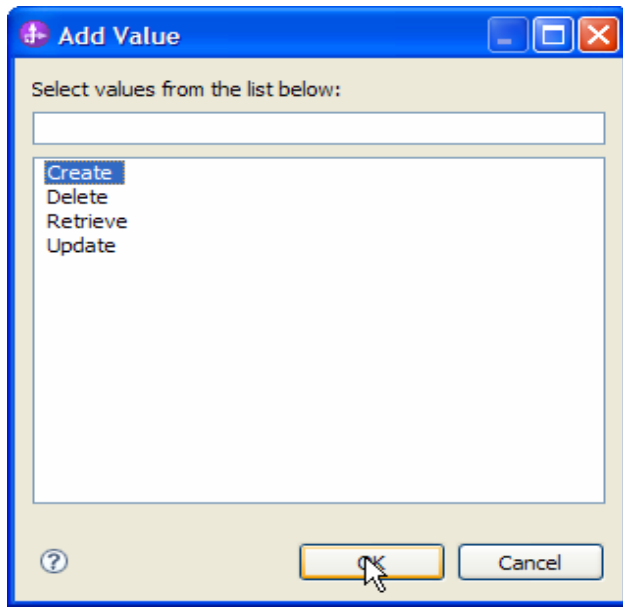 Add Value
Select values from the list below:
Create
Delete
Retrieve
Update
OK
Cancel